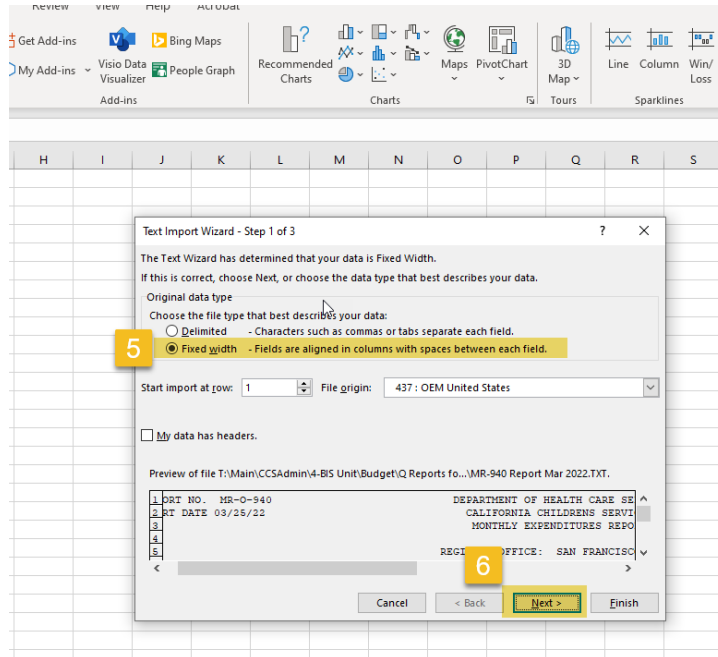 Review View Help Acrobat
Get Add-ins
Bing Maps
My Add-ins
Visio Data Visualizer
People Graph
Add-ins
Recommended Charts
Maps
PivotChart
Charts
3D Map
Tours
Line
Column
Win/Loss
Sparklines
H I J K L M N O P Q R S
Text Import Wizard - Step 1 of 3 ?
The Text Wizard has determined that your data is Fixed Width.
If this is correct, choose Next, or choose the data type that best describes your data.
Original data type
Choose the file type that best describes your data:
Delimited - Characters such as commas or tabs separate each field.
5 Fixed width - Fields are aligned in columns with spaces between each field.
Start import at row: 1 File origin: 437 : OEM United States
My data has headers.
Preview of file T:\Main\CCSAdmin\4-BIS Unit\Budget\Q Reports fo...\MR-940 Report Mar 2022.TXT.
1 ORT NO. MR-O-940 DEPARTMENT OF HEALTH CARE SE
2 RT DATE 03/25/22 CALIFORNIA CHILDRENS SERVI
3 MONTHLY EXPENDITURES REPO
4
5 REGI OFFICE: SAN FRANCISC
6
Cancel < Back Next > Finish